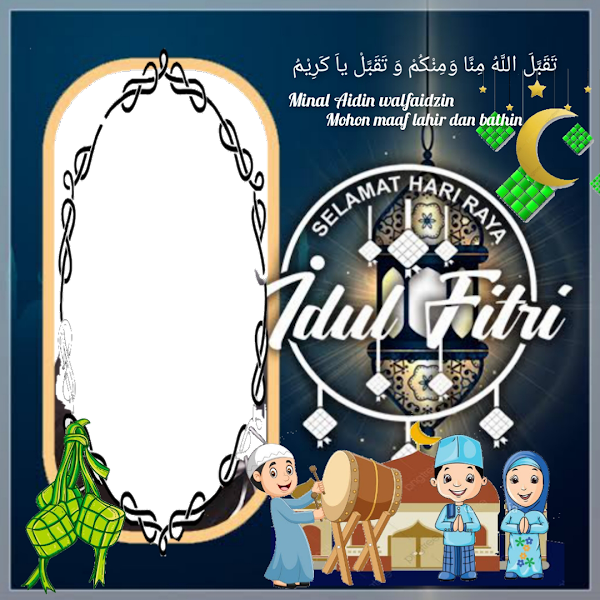 تَقَبَّلَ اللَّهُ مِنَّا وَمِنْكُمْ وَ تَقَبَّلْ ياَ كَرِيْمُ
Minal Aidin walfaidzin
Mohon maaf lahir dan bathin
SELAMAT HARI RAYA
Idul Fitri